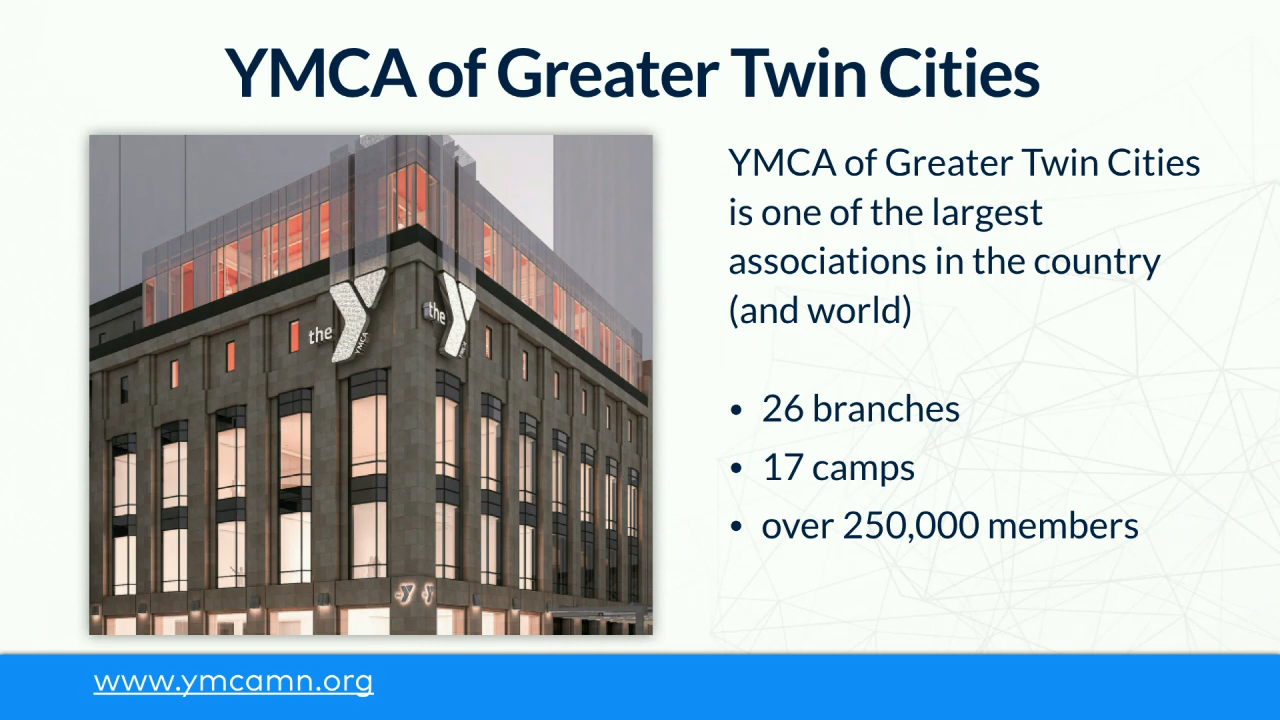 YMCA of Greater Twin Cities
YMCA of Greater Twin Cities
is one of the largest
associations in the country
(and world)
• 26 branches
• 17 camps
• over 250,000 members
the
YMCA
the
www.ymcamn.org